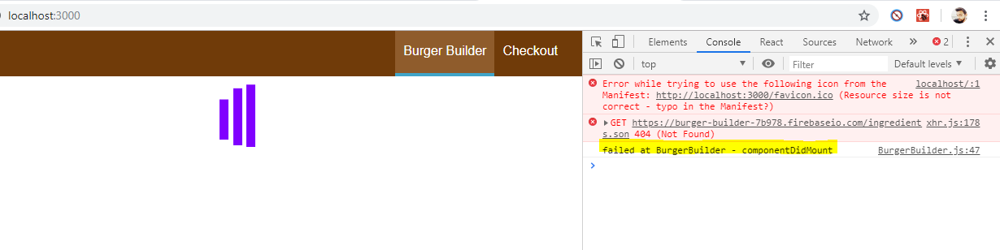 localhost:3000
Burger Builder Checkout
Elements Console React Sources Network » 2
top Filter Default levels ▼
Error while trying to use the following icon from the localhost/:1
Manifest: http://localhost:3000/favicon.ico (Resource size is not
correct - typo in the Manifest?)
▶GET https://burger-builder-7b978.firebaseio.com/ingredient xhr.js:178
s.son 404 (Not Found)
failed at BurgerBuilder - componentDidMount BurgerBuilder.js:47